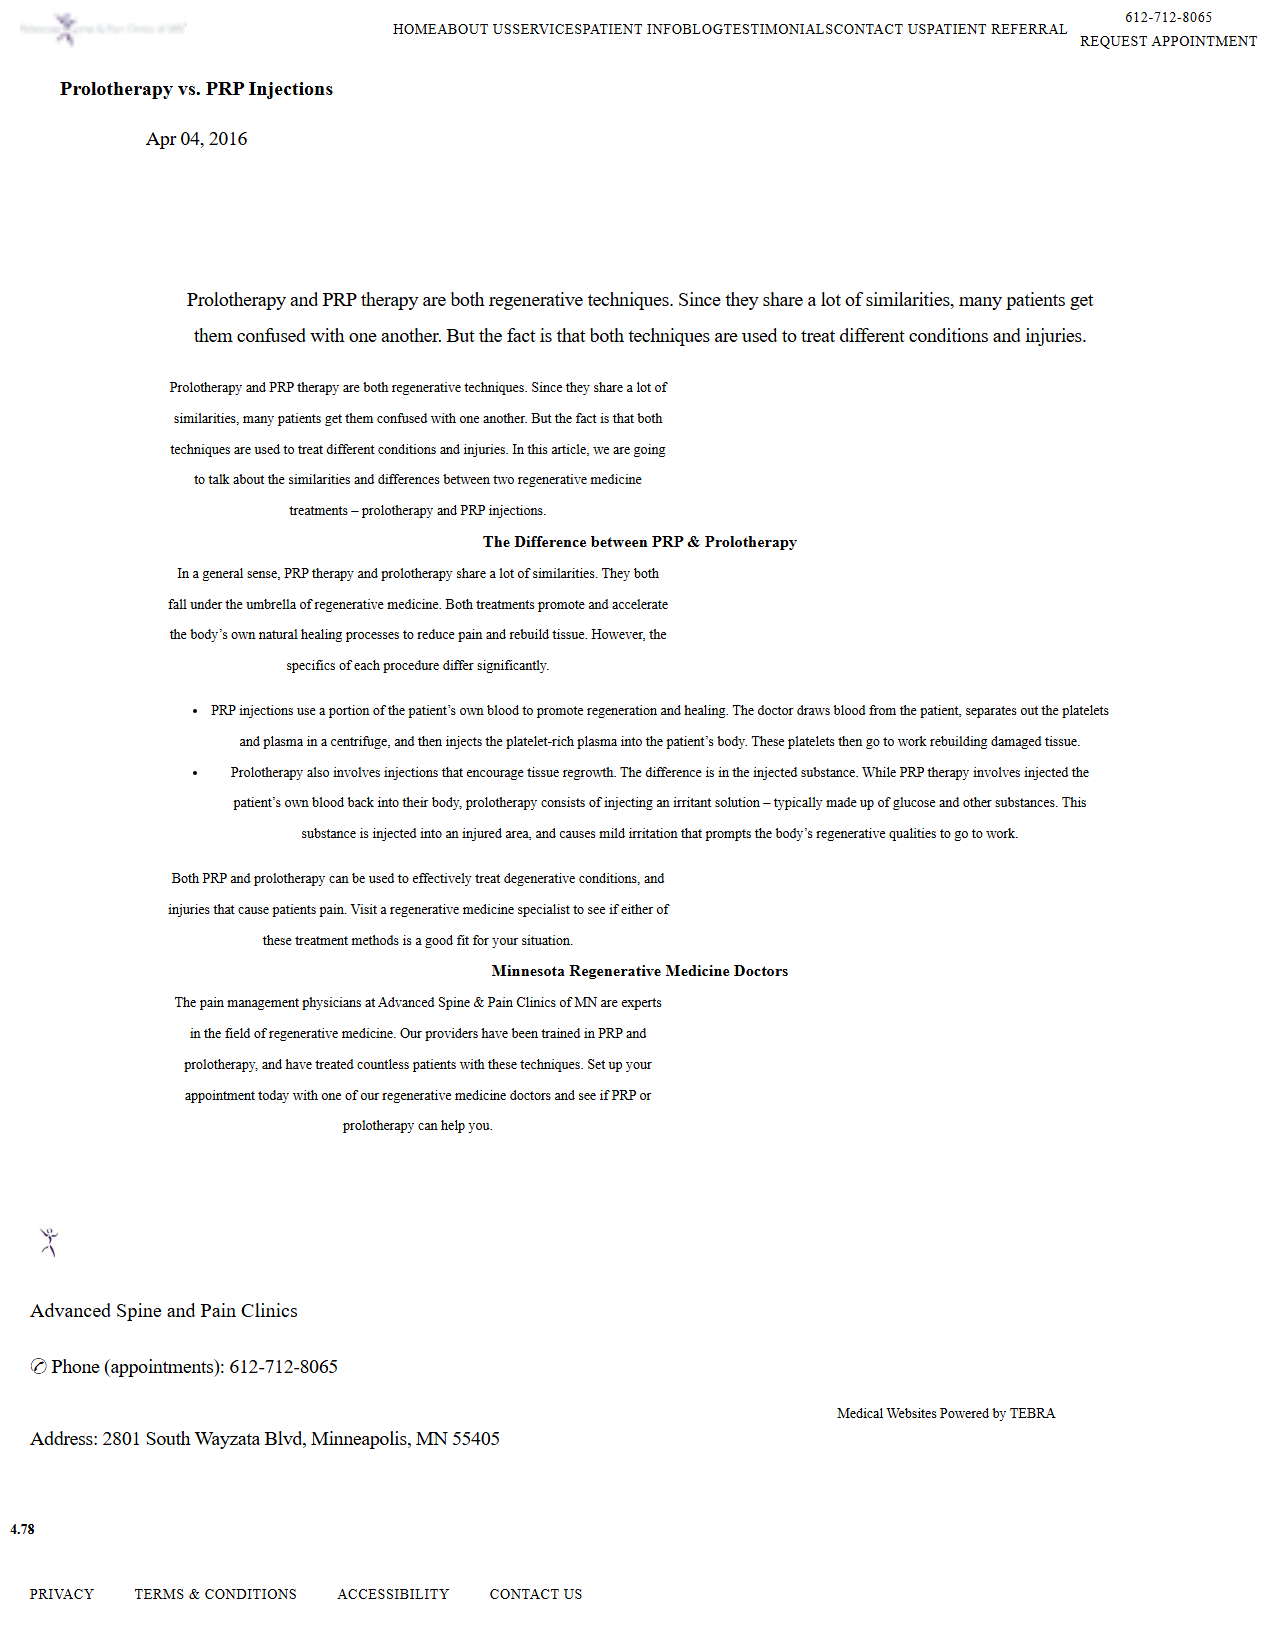 HOMEABOUT USSERVICESPATIENT INFOBLOGTESTIMONIALSCONTACT USPATIENT REFERRAL
612-712-8065
REQUEST APPOINTMENT
Prolotherapy vs. PRP Injections
Apr 04, 2016
Prolotherapy and PRP therapy are both regenerative techniques. Since they share a lot of similarities, many patients get
them confused with one another. But the fact is that both techniques are used to treat different conditions and injuries.
Prolotherapy and PRP therapy are both regenerative techniques. Since they share a lot of
similarities, many patients get them confused with one another. But the fact is that both
techniques are used to treat different conditions and injuries. In this article, we are going
to talk about the similarities and differences between two regenerative medicine
treatments – prolotherapy and PRP injections.
The Difference between PRP & Prolotherapy
In a general sense, PRP therapy and prolotherapy share a lot of similarities. They both
fall under the umbrella of regenerative medicine. Both treatments promote and accelerate
the body’s own natural healing processes to reduce pain and rebuild tissue. However, the
specifics of each procedure differ significantly.
• PRP injections use a portion of the patient’s own blood to promote regeneration and healing. The doctor draws blood from the patient, separates out the platelets
and plasma in a centrifuge, and then injects the platelet-rich plasma into the patient’s body. These platelets then go to work rebuilding damaged tissue.
• Prolotherapy also involves injections that encourage tissue regrowth. The difference is in the injected substance. While PRP therapy involves injected the
patient’s own blood back into their body, prolotherapy consists of injecting an irritant solution – typically made up of glucose and other substances. This
substance is injected into an injured area, and causes mild irritation that prompts the body’s regenerative qualities to go to work.
Both PRP and prolotherapy can be used to effectively treat degenerative conditions, and
injuries that cause patients pain. Visit a regenerative medicine specialist to see if either of
these treatment methods is a good fit for your situation.
Minnesota Regenerative Medicine Doctors
The pain management physicians at Advanced Spine & Pain Clinics of MN are experts
in the field of regenerative medicine. Our providers have been trained in PRP and
prolotherapy, and have treated countless patients with these techniques. Set up your
appointment today with one of our regenerative medicine doctors and see if PRP or
prolotherapy can help you.
Advanced Spine and Pain Clinics
✆ Phone (appointments): 612-712-8065
Medical Websites Powered by TEBRA
Address: 2801 South Wayzata Blvd, Minneapolis, MN 55405
4.78
PRIVACY TERMS & CONDITIONS ACCESSIBILITY CONTACT US